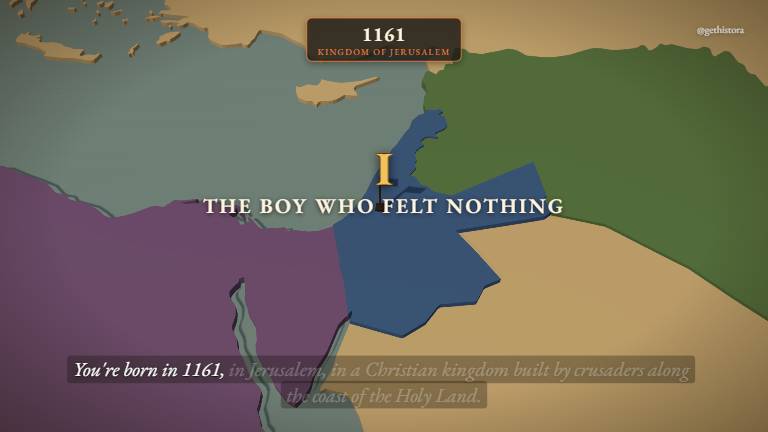 1161
KINGDOM OF JERUSALEM
@gethistora
I
THE BOY WHO FELT NOTHING
You're born in 1161, in Jerusalem, in a Christian kingdom built by crusaders along
the coast of the Holy Land.